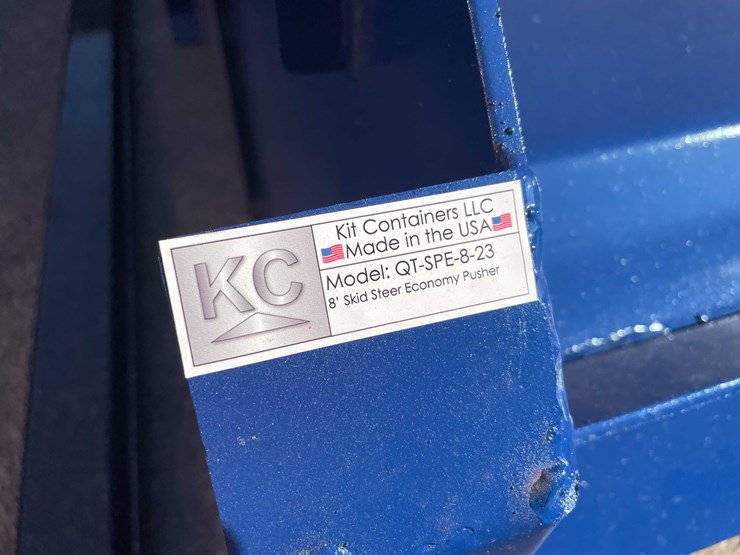 KC
Kit Containers LLC
Made in the USA
Model: QT-SPE-8-23
8' Skid Steer Economy Pusher